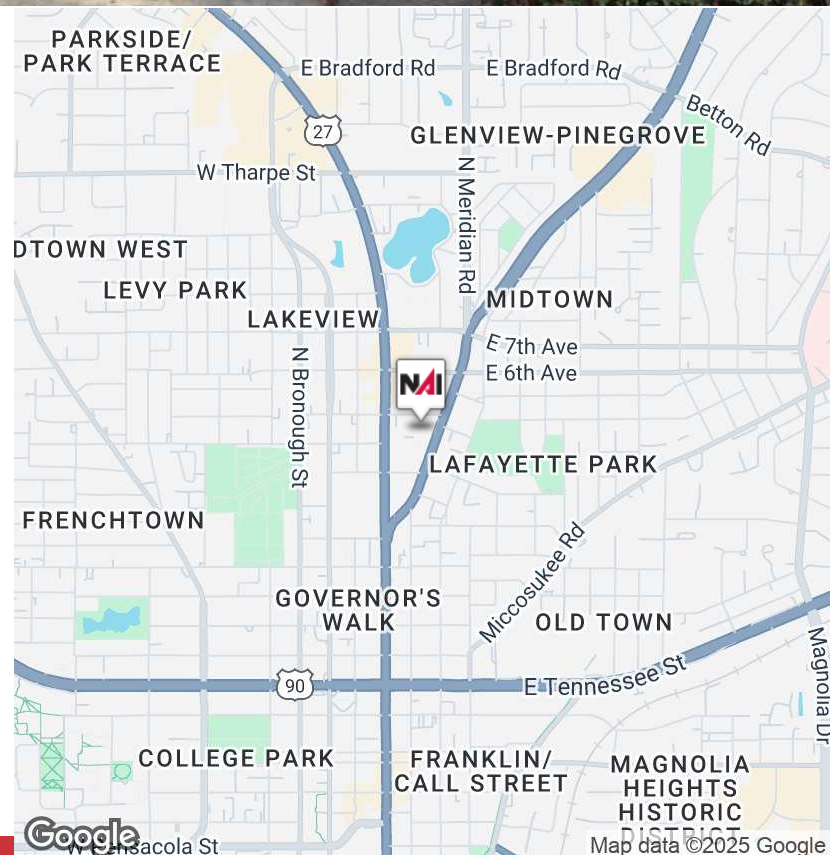 PARKSIDE/
PARK TERRACE
E Bradford Rd
E Bradford Rd
Betton Rd
27
GLENVIEW-PINEGROVE
W Tharpe St
N Meridian Rd
DTOWN WEST
LEVY PARK
MIDTOWN
LAKEVIEW
E 7th Ave
E 6th Ave
N Bronough St
NAI
LAFAYETTE PARK
FRENCHTOWN
Miccosukee Rd
GOVERNOR'S
WALK
OLD TOWN
Magnolia Dr
90
E Tennessee St
COLLEGE PARK
FRANKLIN/
CALL STREET
MAGNOLIA
HEIGHTS
HISTORIC
DISTRICT
Google
W Pensacola St
Map data ©2025 Google